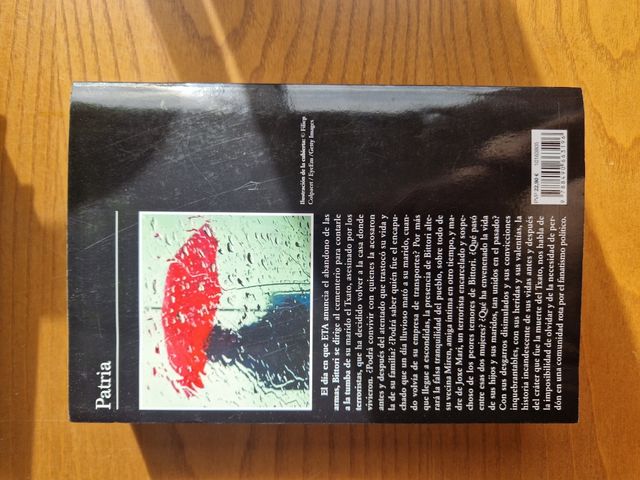 Patria
El día en que ETA anuncia el abandono de las
armas, Bittori se dirige al cementerio para contarle
a la tumba de su marido el Txato, asesinado por los
terroristas, que ha decidido volver a la casa donde
vivieron. ¿Podrá convivir con quienes la acosaron
antes y después del atentado que trastocó su vida y
la de su familia? ¿Podrá saber quién fue el encapu-
chado que un día lluvioso mató a su marido, cuan-
do volvía de su empresa de transportes? Por más
que llegue a escondidas, la presencia de Bittori alte-
rará la falsa tranquilidad del pueblo, sobre todo de
su vecina Miren, amiga íntima en otro tiempo, y ma-
dre de Joxe Mari, un terrorista encarcelado y sospe-
choso de los peores temores de Bittori. ¿Qué pasó
entre esas dos mujeres? ¿Qué ha envenenado la vida
de sus hijos y sus maridos, tan unidos en el pasado?
Con sus desgarros disimulados y sus convicciones
inquebrantables, con sus heridas y sus valentías, la
historia incandescente de sus vidas antes y después
del cráter que fue la muerte del Txato, nos habla de
la imposibilidad de olvidar y de la necesidad de per-
dón en una comunidad rota por el fanatismo político.
Ilustración de la cubierta: © Filiep
Colpaert / EyeEm /Getty Images
PVP 22,90 €
9 788490 663196